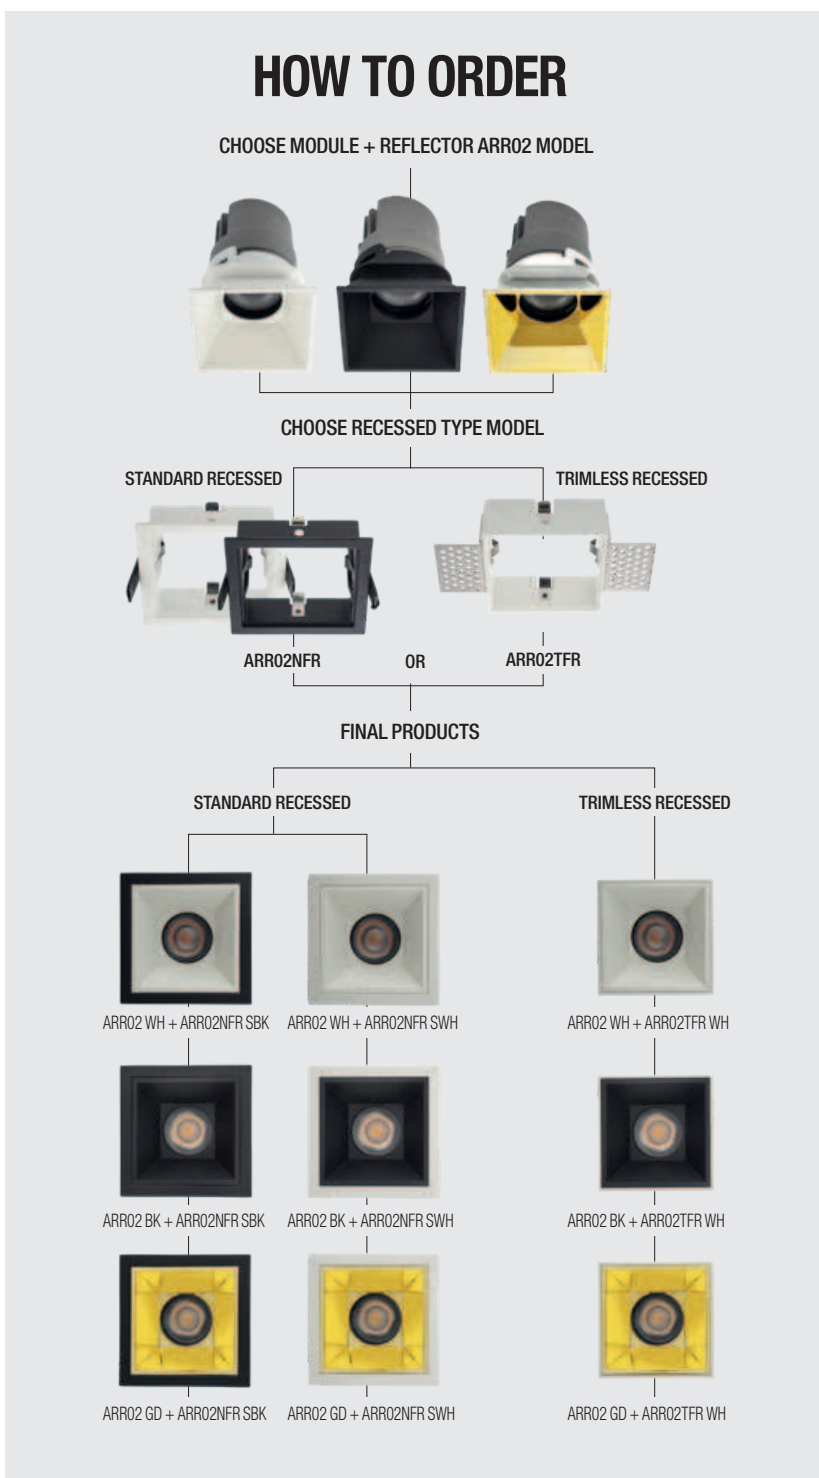 HOW TO ORDER
CHOOSE MODULE + REFLECTOR ARR02 MODEL
CHOOSE RECESSED TYPE MODEL
STANDARD RECESSED
TRIMLESS RECESSED
ARR02NFR
OR
ARR02TFR
FINAL PRODUCTS
STANDARD RECESSED
TRIMLESS RECESSED
ARR02 WH + ARR02NFR SBK
ARR02 WH + ARR02NFR SWH
ARR02 WH + ARR02TFR WH
ARR02 BK + ARR02NFR SBK
ARR02 BK + ARR02NFR SWH
ARR02 BK + ARR02TFR WH
ARR02 GD + ARR02NFR SBK
ARR02 GD + ARR02NFR SWH
ARR02 GD + ARR02TFR WH